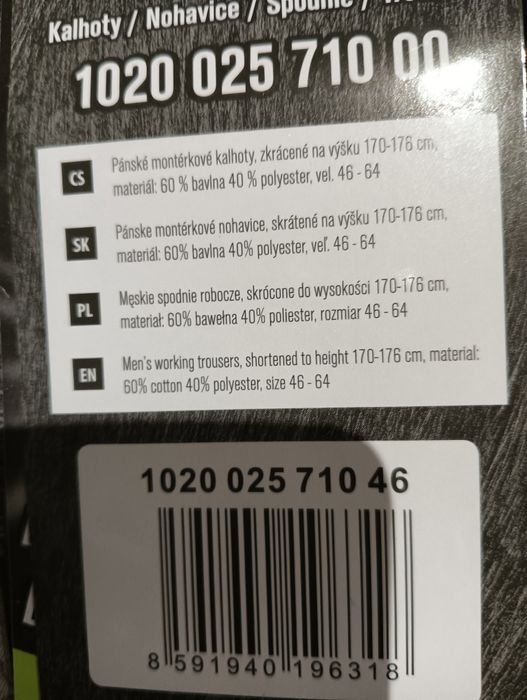 Kalhoty / Nohavice / Spodnie /
1020 025 710 00
CS
Pánské montérkové kalhoty, zkrácené na výšku 170-176 cm,
materiál: 60 % bavlna 40 % polyester, vel. 46 - 64
SK
Pánske montérkové nohavice, skrátené na výšku 170-176 cm,
materiál: 60% bavlna 40% polyester, veľ. 46 - 64
PL
Męskie spodnie robocze, skrócone do wysokości 170-176 cm,
materiał: 60% bawełna 40% poliester, rozmiar 46 - 64
EN
Men's working trousers, shortened to height 170-176 cm, material:
60% cotton 40% polyester, size 46 - 64
1020 025 710 46
8 591940 196318